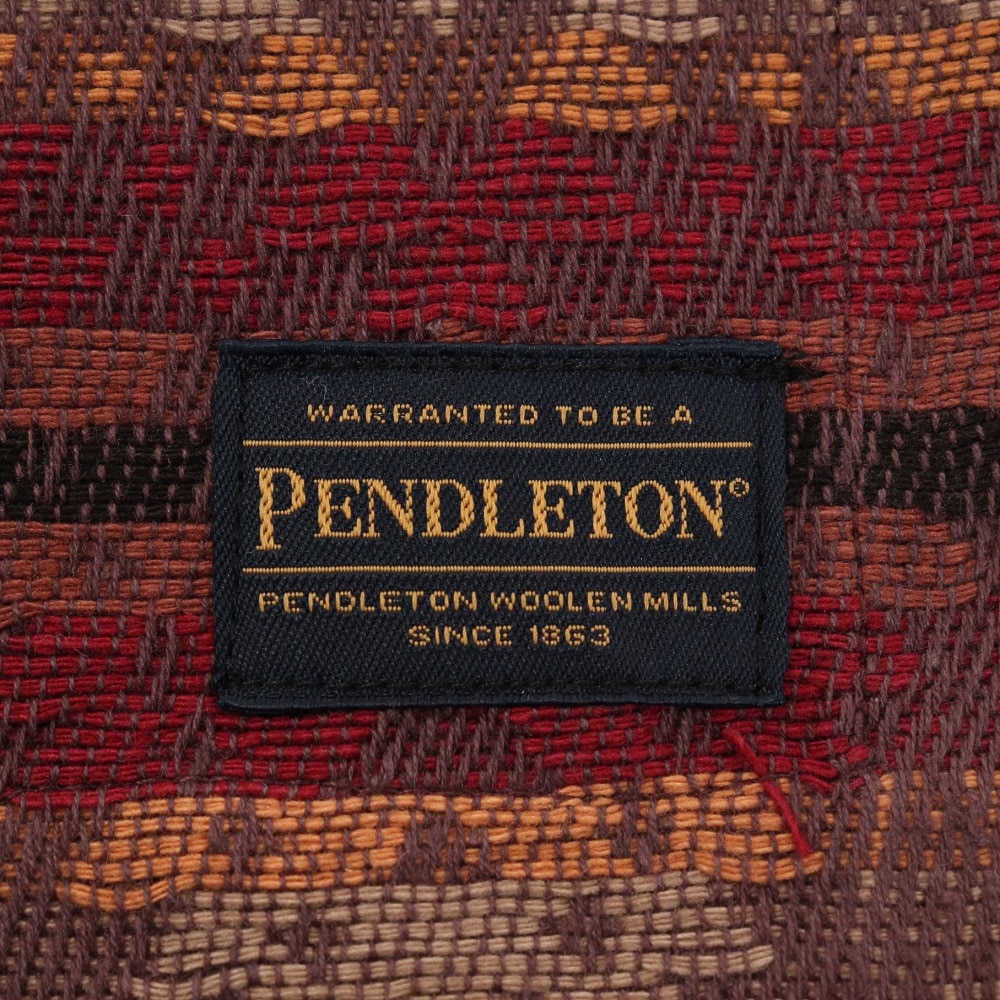 WARRANTED TO BE A
PENDLETON®
PENDLETON WOOLEN MILLS
SINCE 1863